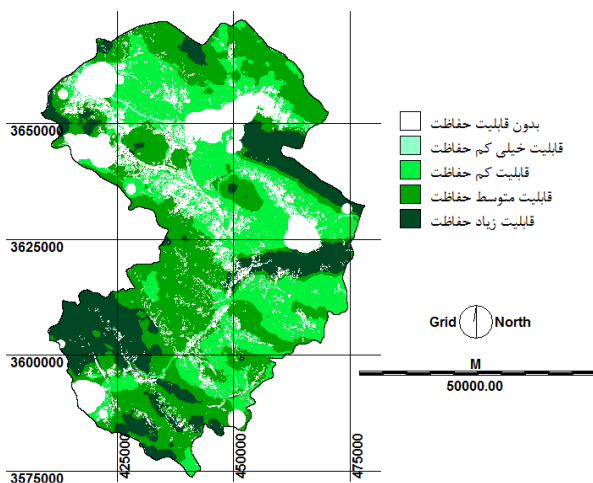 3650000
3625000
3600000
3575000
425000
450000
475000
بدون قابلیت حفاظت
قابلیت خیلی کم حفاظت
قابلیت کم حفاظت
قابلیت متوسط حفاظت
قابلیت زیاد حفاظت
Grid North
M
50000.00